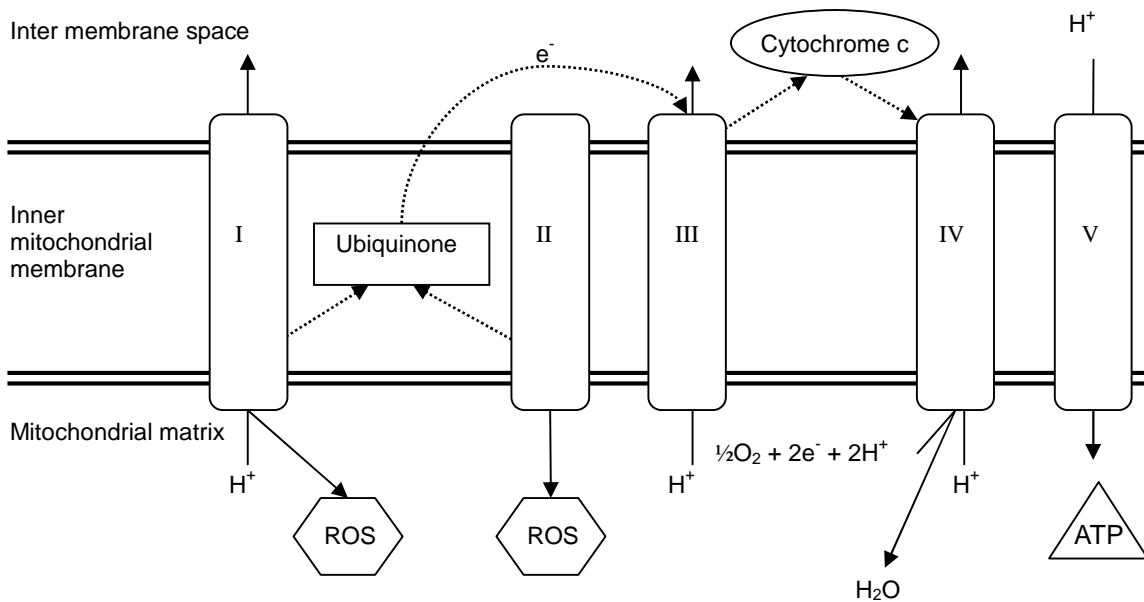 Inter membrane space
e⁻
Cytochrome c
H⁺
Inner
mitochondrial
membrane
I
Ubiquinone
II
III
IV
V
Mitochondrial matrix
H⁺
H⁺
½O₂ + 2e⁻ + 2H⁺
H⁺
ROS
ROS
ATP
H₂O